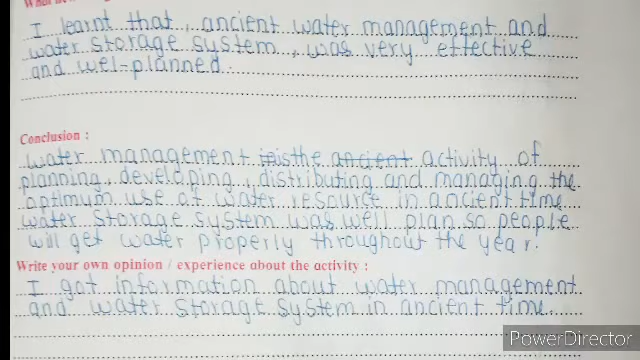 I learnt that, ancient water management and
water storage system, was very effective
and wel-planned.
Conclusion :
water management is the ancient activity of
planning, developing, distributing and managing the
optimum use of water resource in ancient time
water storage system was well plan so people
will get water properly throughout the year.
Write your own opinion / experience about the activity :
I got information about water management
and water storage system in ancient time.
PowerDirector